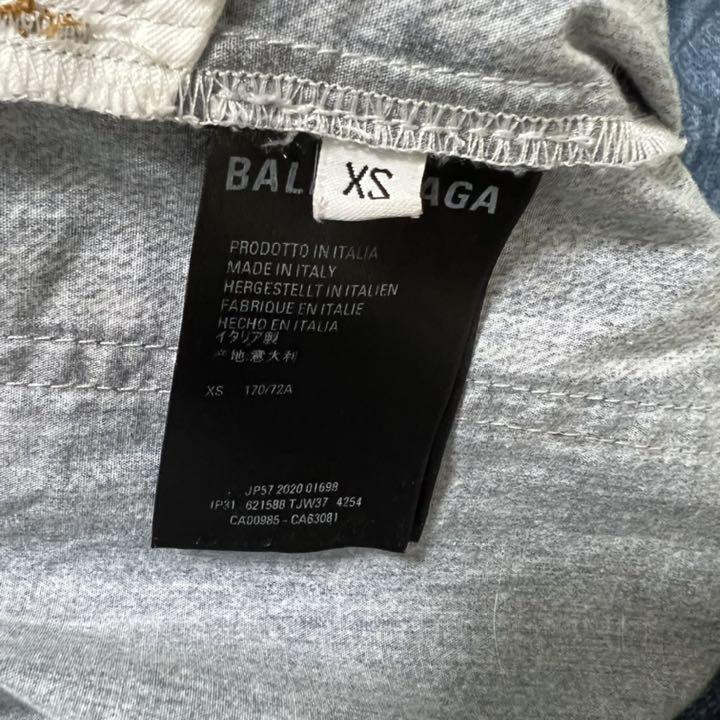 BAL AGA
XS
PRODOTTO IN ITALIA
MADE IN ITALY
HERGESTELLT IN ITALIEN
FABRIQUE EN ITALIE
HECHO EN ITALIA
イタリア製
产地:意大利
XS 170/72A
JP57 2020 01698
IP31 621588 TJW37 4254
CA00985 - CA63081